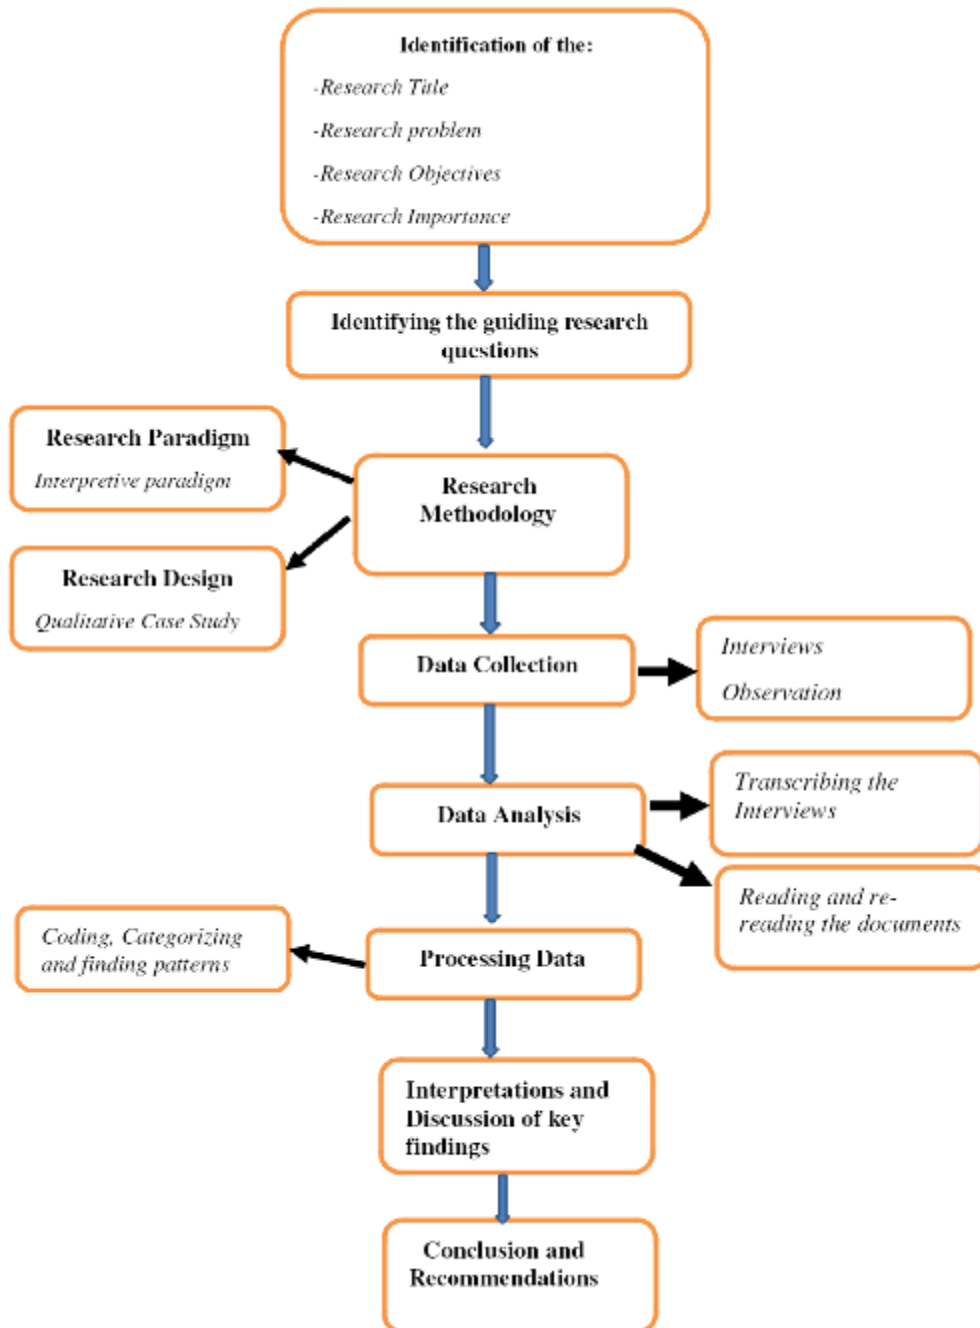 Identification of the:
-Research Title
-Research problem
-Research Objectives
-Research Importance
Identifying the guiding research
questions
Research Paradigm
Interpretive paradigm
Research
Methodology
Research Design
Qualitative Case Study
Data Collection
Interviews
Observation
Data Analysis
Transcribing the
Interviews
Reading and re-
reading the documents
Coding, Categorizing
and finding patterns
Processing Data
Interpretations and
Discussion of key
findings
Conclusion and
Recommendations